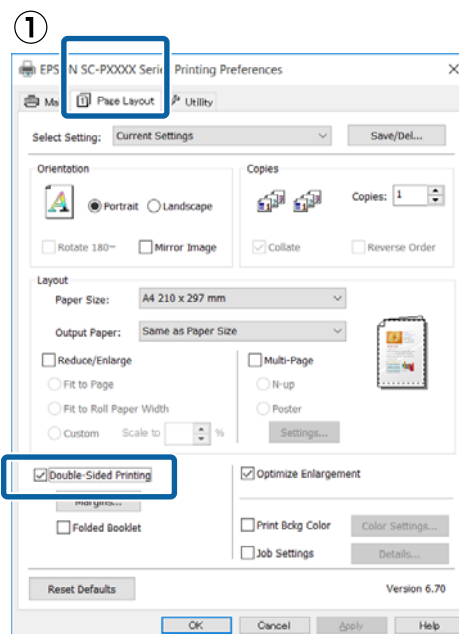 ①
EPSON SC-PXXXX Series Printing Preferences
Ma Page Layout Utility
Select Setting: Current Settings Save/Del...
Orientation Copies
Portrait Landscape Copies: 1
Rotate 180° Mirror Image Collate Reverse Order
Layout
Paper Size: A4 210 x 297 mm
Output Paper: Same as Paper Size
Reduce/Enlarge Multi-Page
Fit to Page N-up
Fit to Roll Paper Width Poster
Custom Scale to % Settings...
Double-Sided Printing Optimize Enlargement
Margins...
Folded Booklet Print Bckg Color Color Settings...
Job Settings Details...
Reset Defaults Version 6.70
OK Cancel Apply Help